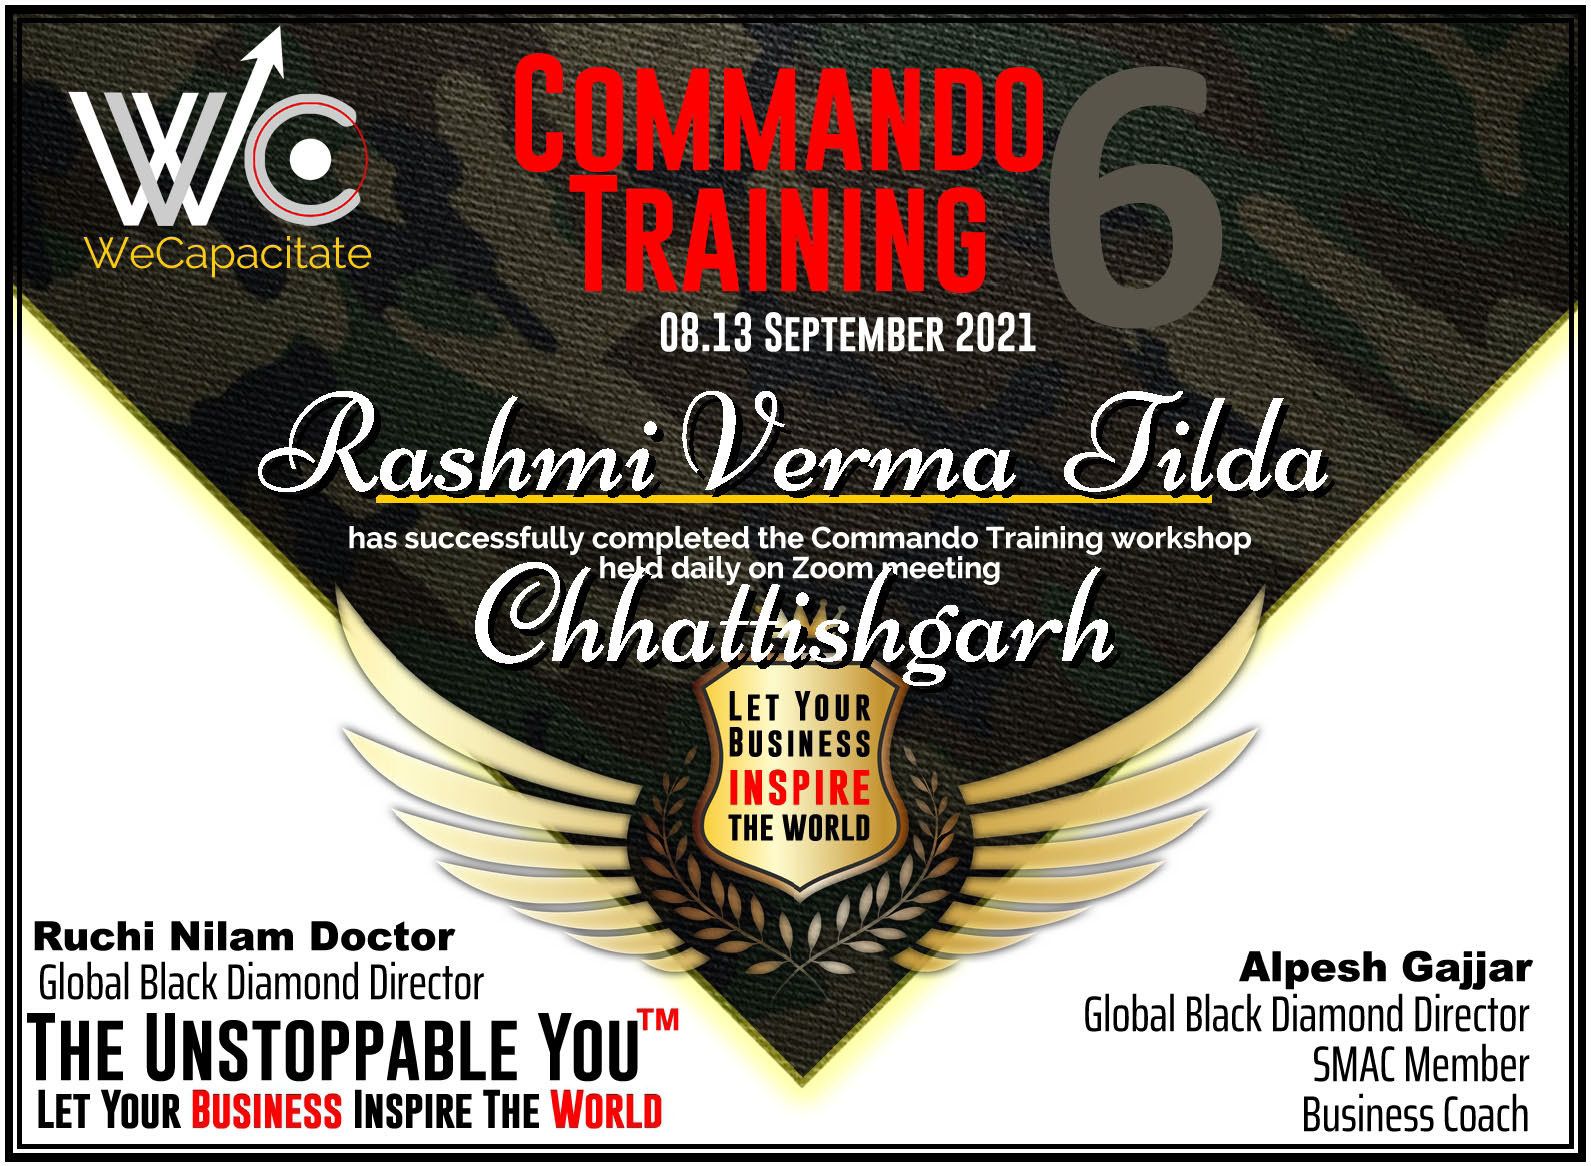 WC
WeCapacitate
COMMANDO
TRAINING
6
08.13 SEPTEMBER 2021
Rashmi Verma Tilda
has successfully completed the Commando Training workshop
held daily on Zoom meeting
Chhattishgarh
LET YOUR
BUSINESS
INSPIRE
THE WORLD
Ruchi Nilam Doctor
Global Black Diamond Director
THE UNSTOPPABLE YOU™
LET YOUR BUSINESS INSPIRE THE WORLD
Alpesh Gajjar
Global Black Diamond Director
SMAC Member
Business Coach